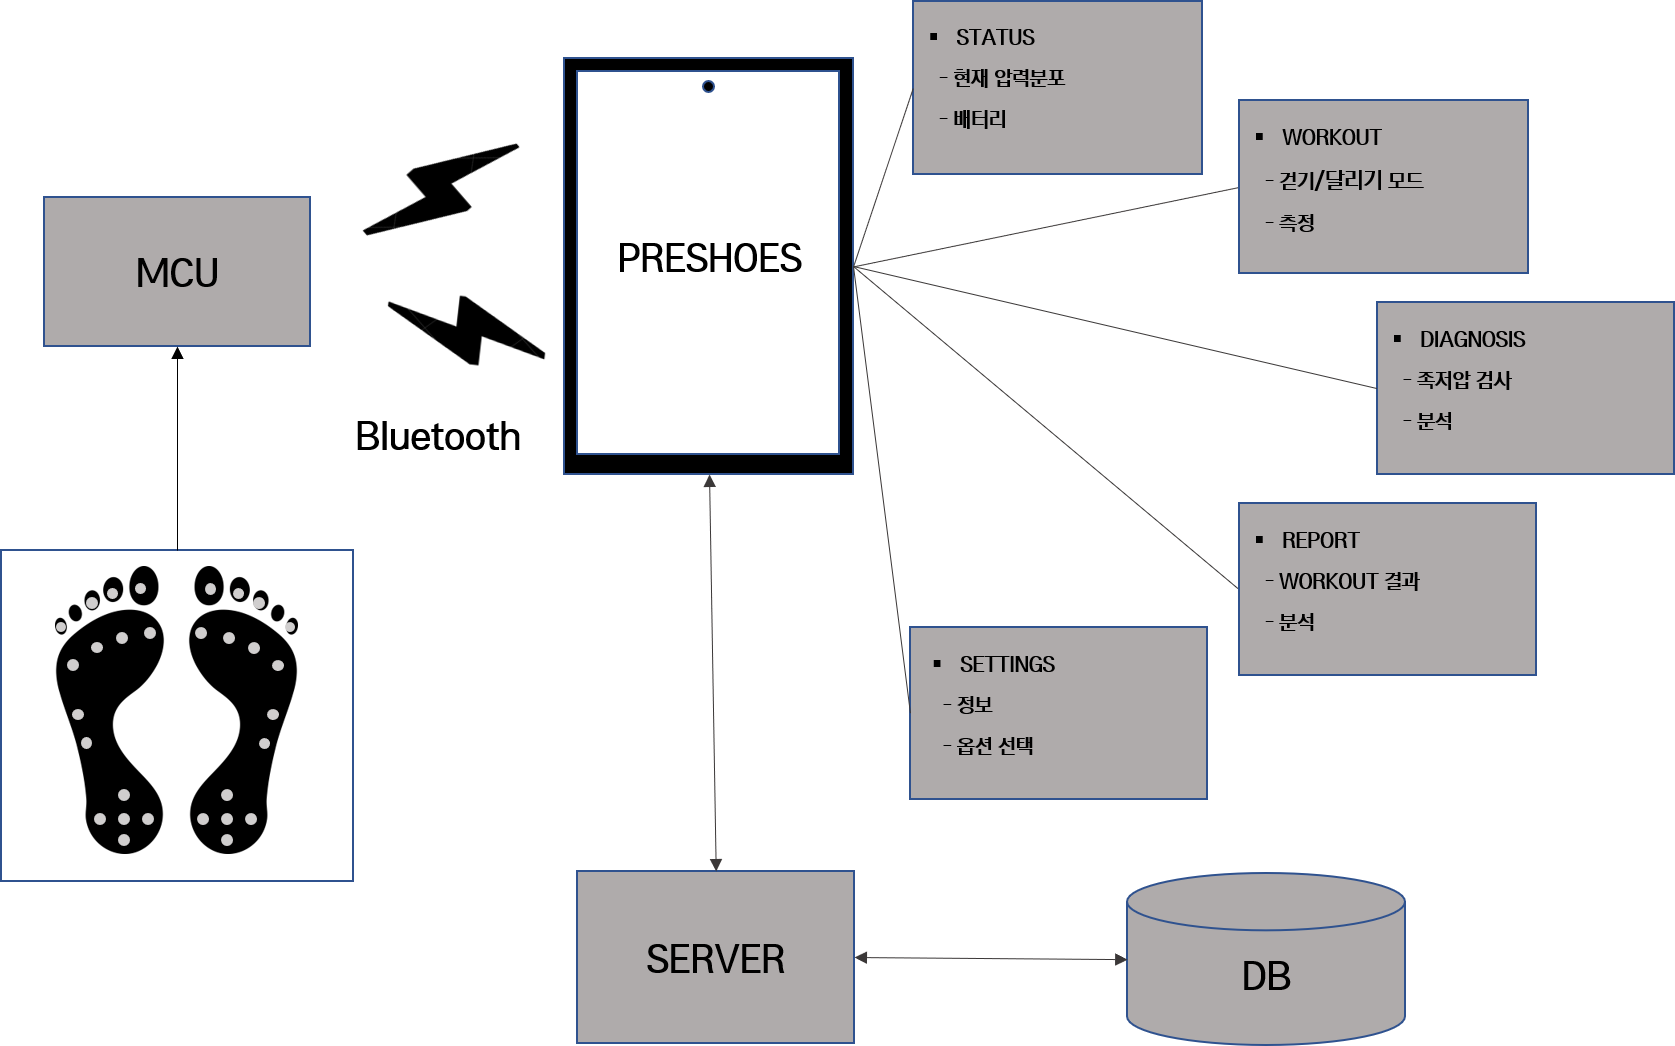 ▪ STATUS
- 현재 압력분포
- 배터리
▪ WORKOUT
- 걷기/달리기 모드
- 측정
MCU
PRESHOES
▪ DIAGNOSIS
- 족저압 검사
- 분석
Bluetooth
▪ REPORT
- WORKOUT 결과
- 분석
▪ SETTINGS
- 정보
- 옵션 선택
SERVER
DB